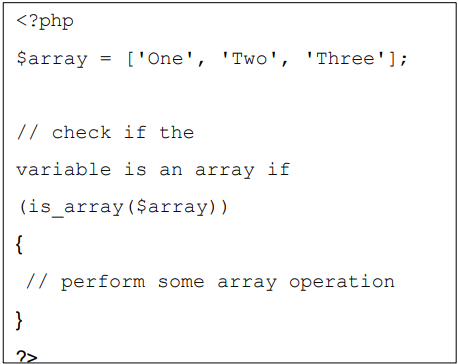 <?php
$array = ['One', 'Two', 'Three'];
// check if the
variable is an array if
(is_array($array))
{
// perform some array operation
}
?>